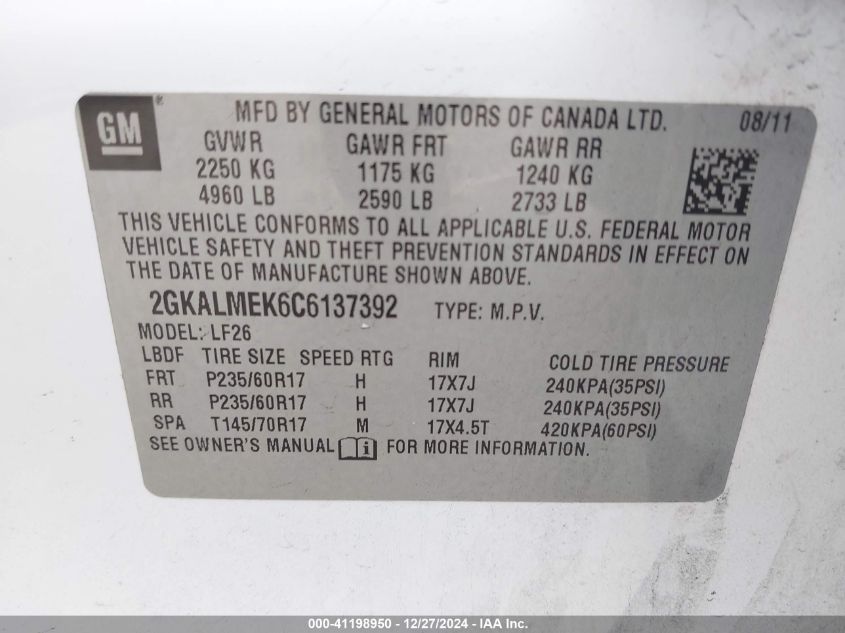 GM®
MFD BY GENERAL MOTORS OF CANADA LTD. 08/11
GVWR GAWR FRT GAWR RR
2250 KG 1175 KG 1240 KG
4960 LB 2590 LB 2733 LB
THIS VEHICLE CONFORMS TO ALL APPLICABLE U.S. FEDERAL MOTOR
VEHICLE SAFETY AND THEFT PREVENTION STANDARDS IN EFFECT ON
THE DATE OF MANUFACTURE SHOWN ABOVE.
2GKALMEK6C6137392 TYPE: M.P.V.
MODEL: LF26
LBDF TIRE SIZE SPEED RTG RIM COLD TIRE PRESSURE
FRT P235/60R17 H 17X7J 240KPA(35PSI)
RR P235/60R17 H 17X7J 240KPA(35PSI)
SPA T145/70R17 M 17X4.5T 420KPA(60PSI)
SEE OWNER'S MANUAL i FOR MORE INFORMATION.
000-41198950 - 12/27/2024 - IAA Inc.